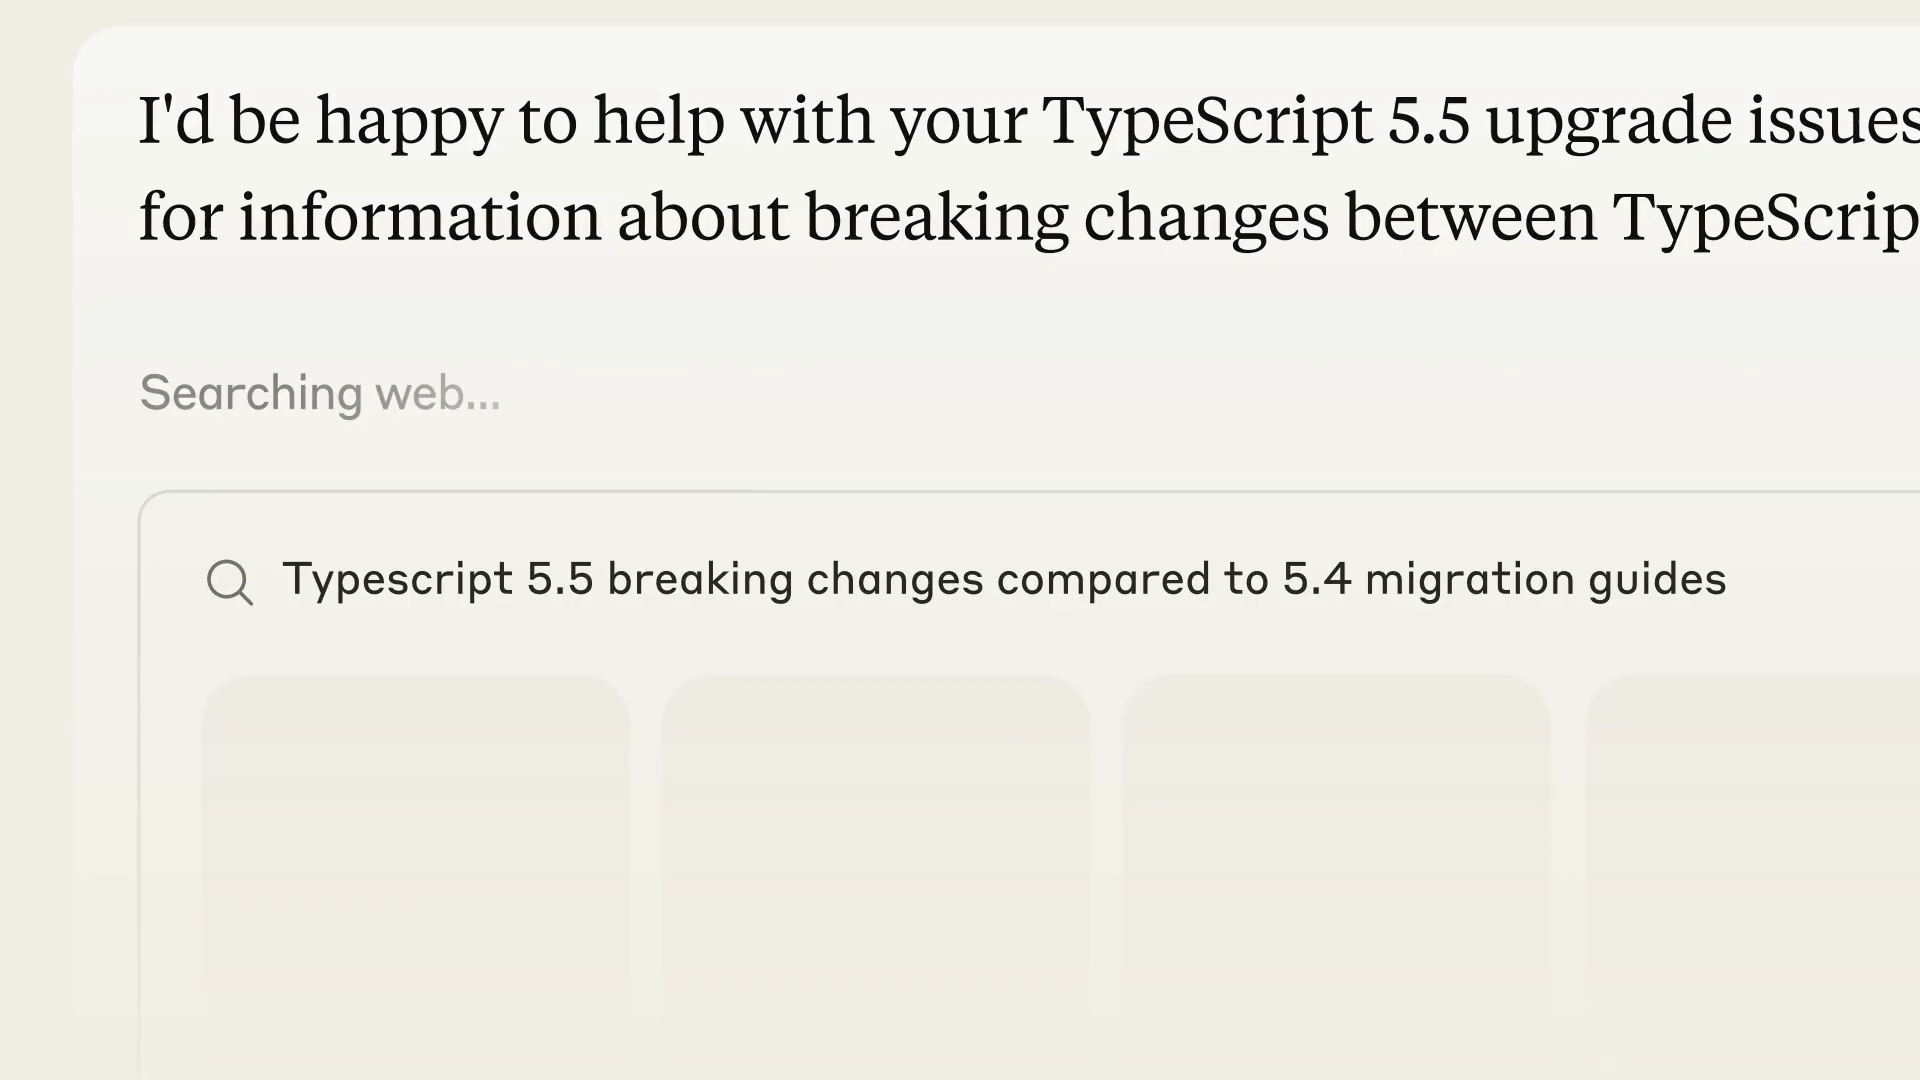 I'd be happy to help with your TypeScript 5.5 upgrade issues
for information about breaking changes between TypeScrip
Searching web...
Typescript 5.5 breaking changes compared to 5.4 migration guides